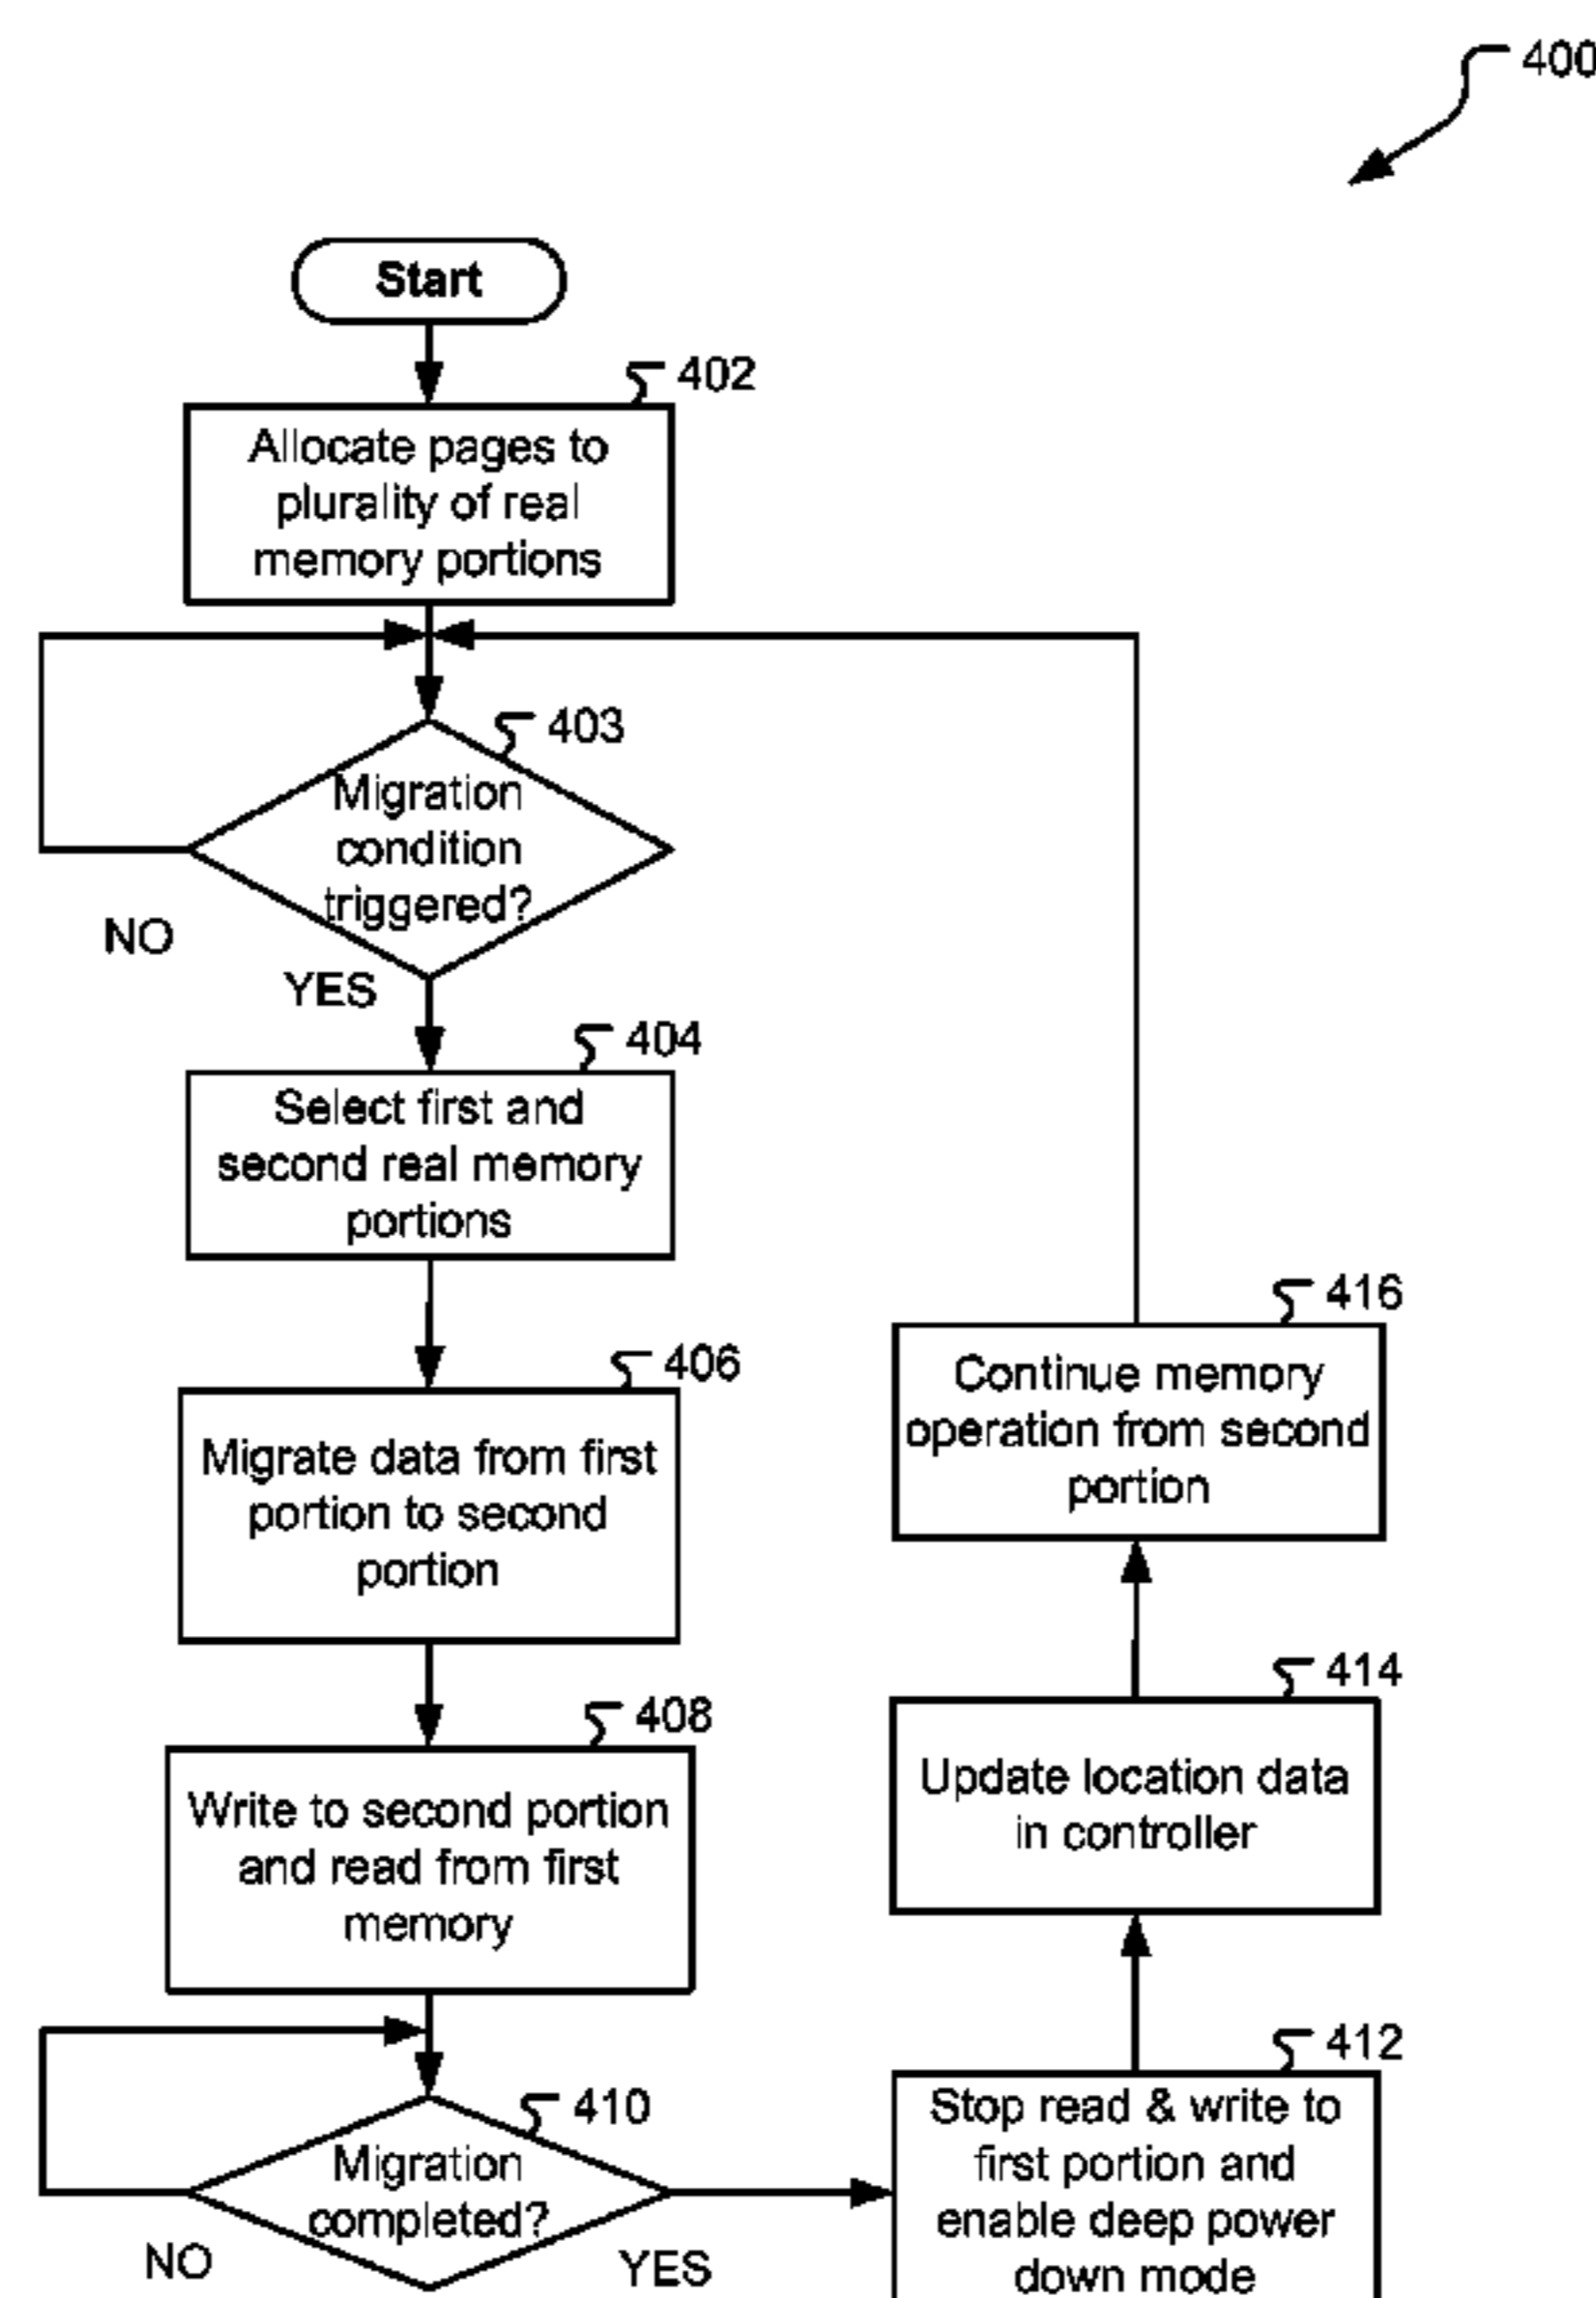 400
Start
402
Allocate pages to
plurality of real
memory portions
403
Migration
condition
triggered?
NO
YES
404
Select first and
second real memory
portions
406
Migrate data from first
portion to second
portion
408
Write to second portion
and read from first
memory
410
Migration
completed?
NO
YES
412
Stop read & write to
first portion and
enable deep power
down mode
414
Update location data
in controller
416
Continue memory
operation from second
portion